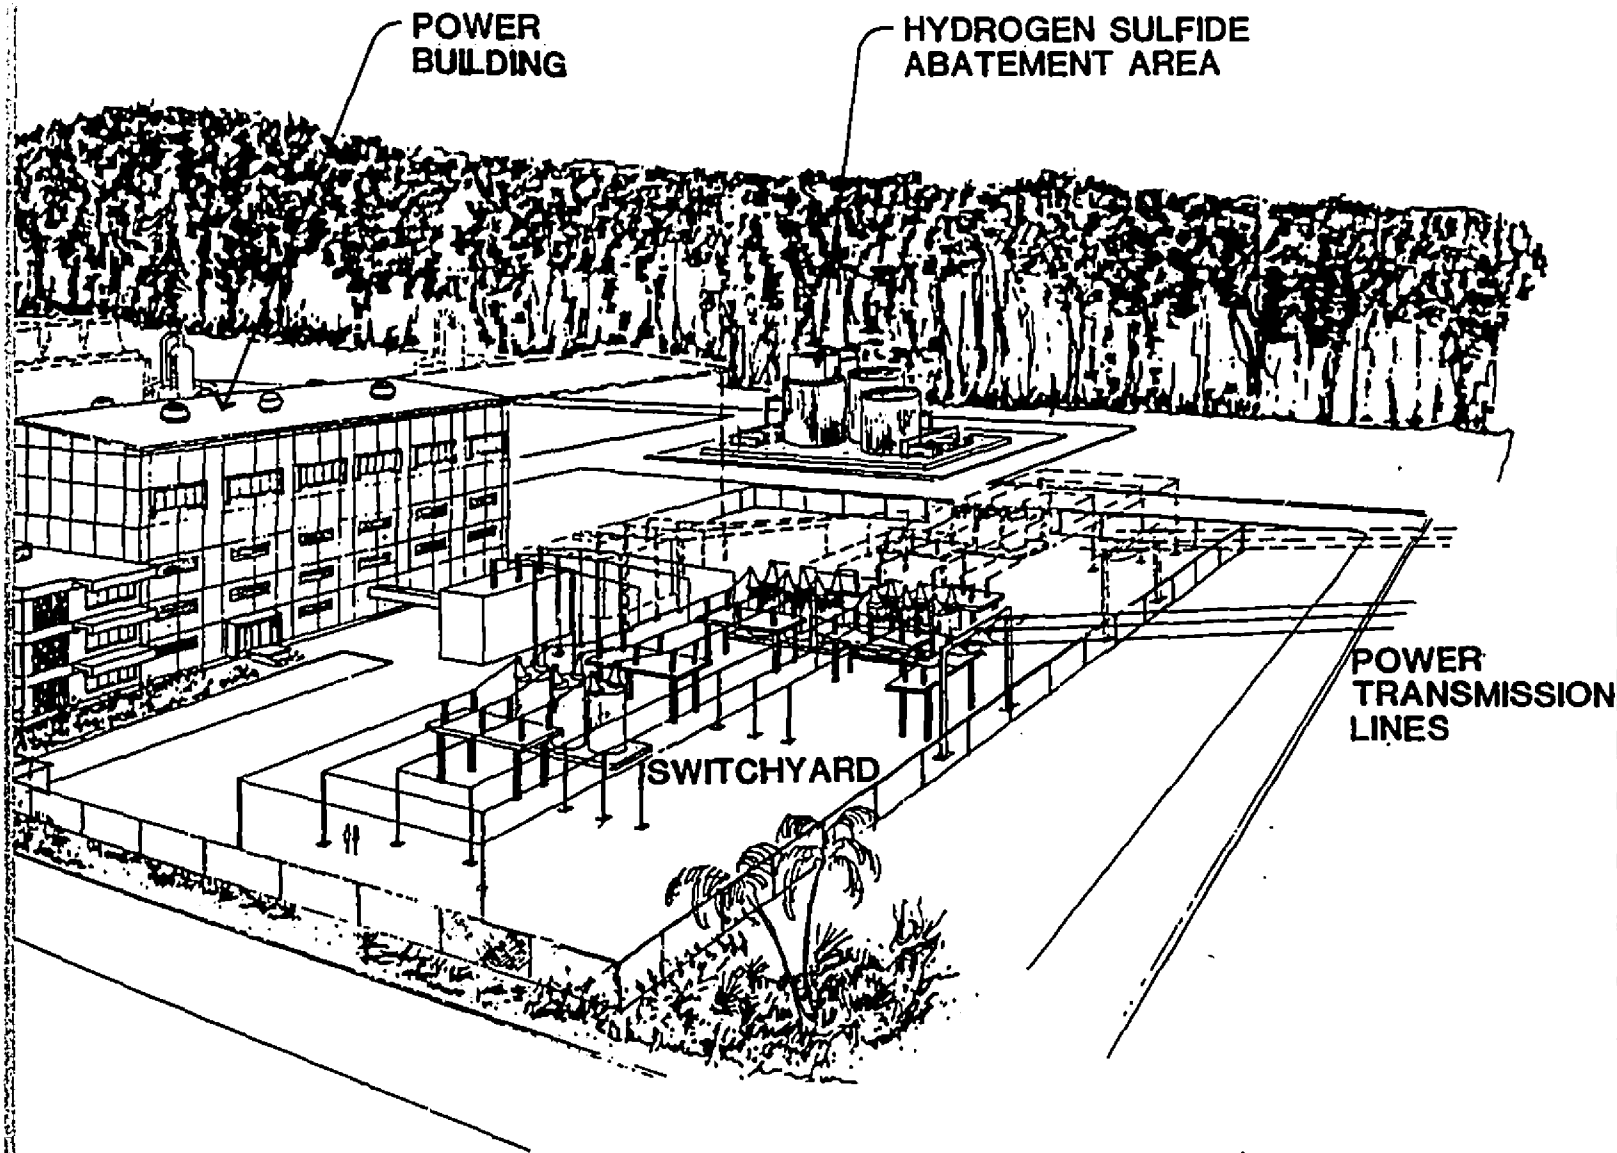 POWER
BUILDING
HYDROGEN SULFIDE
ABATEMENT AREA
POWER
TRANSMISSION
LINES
SWITCHYARD